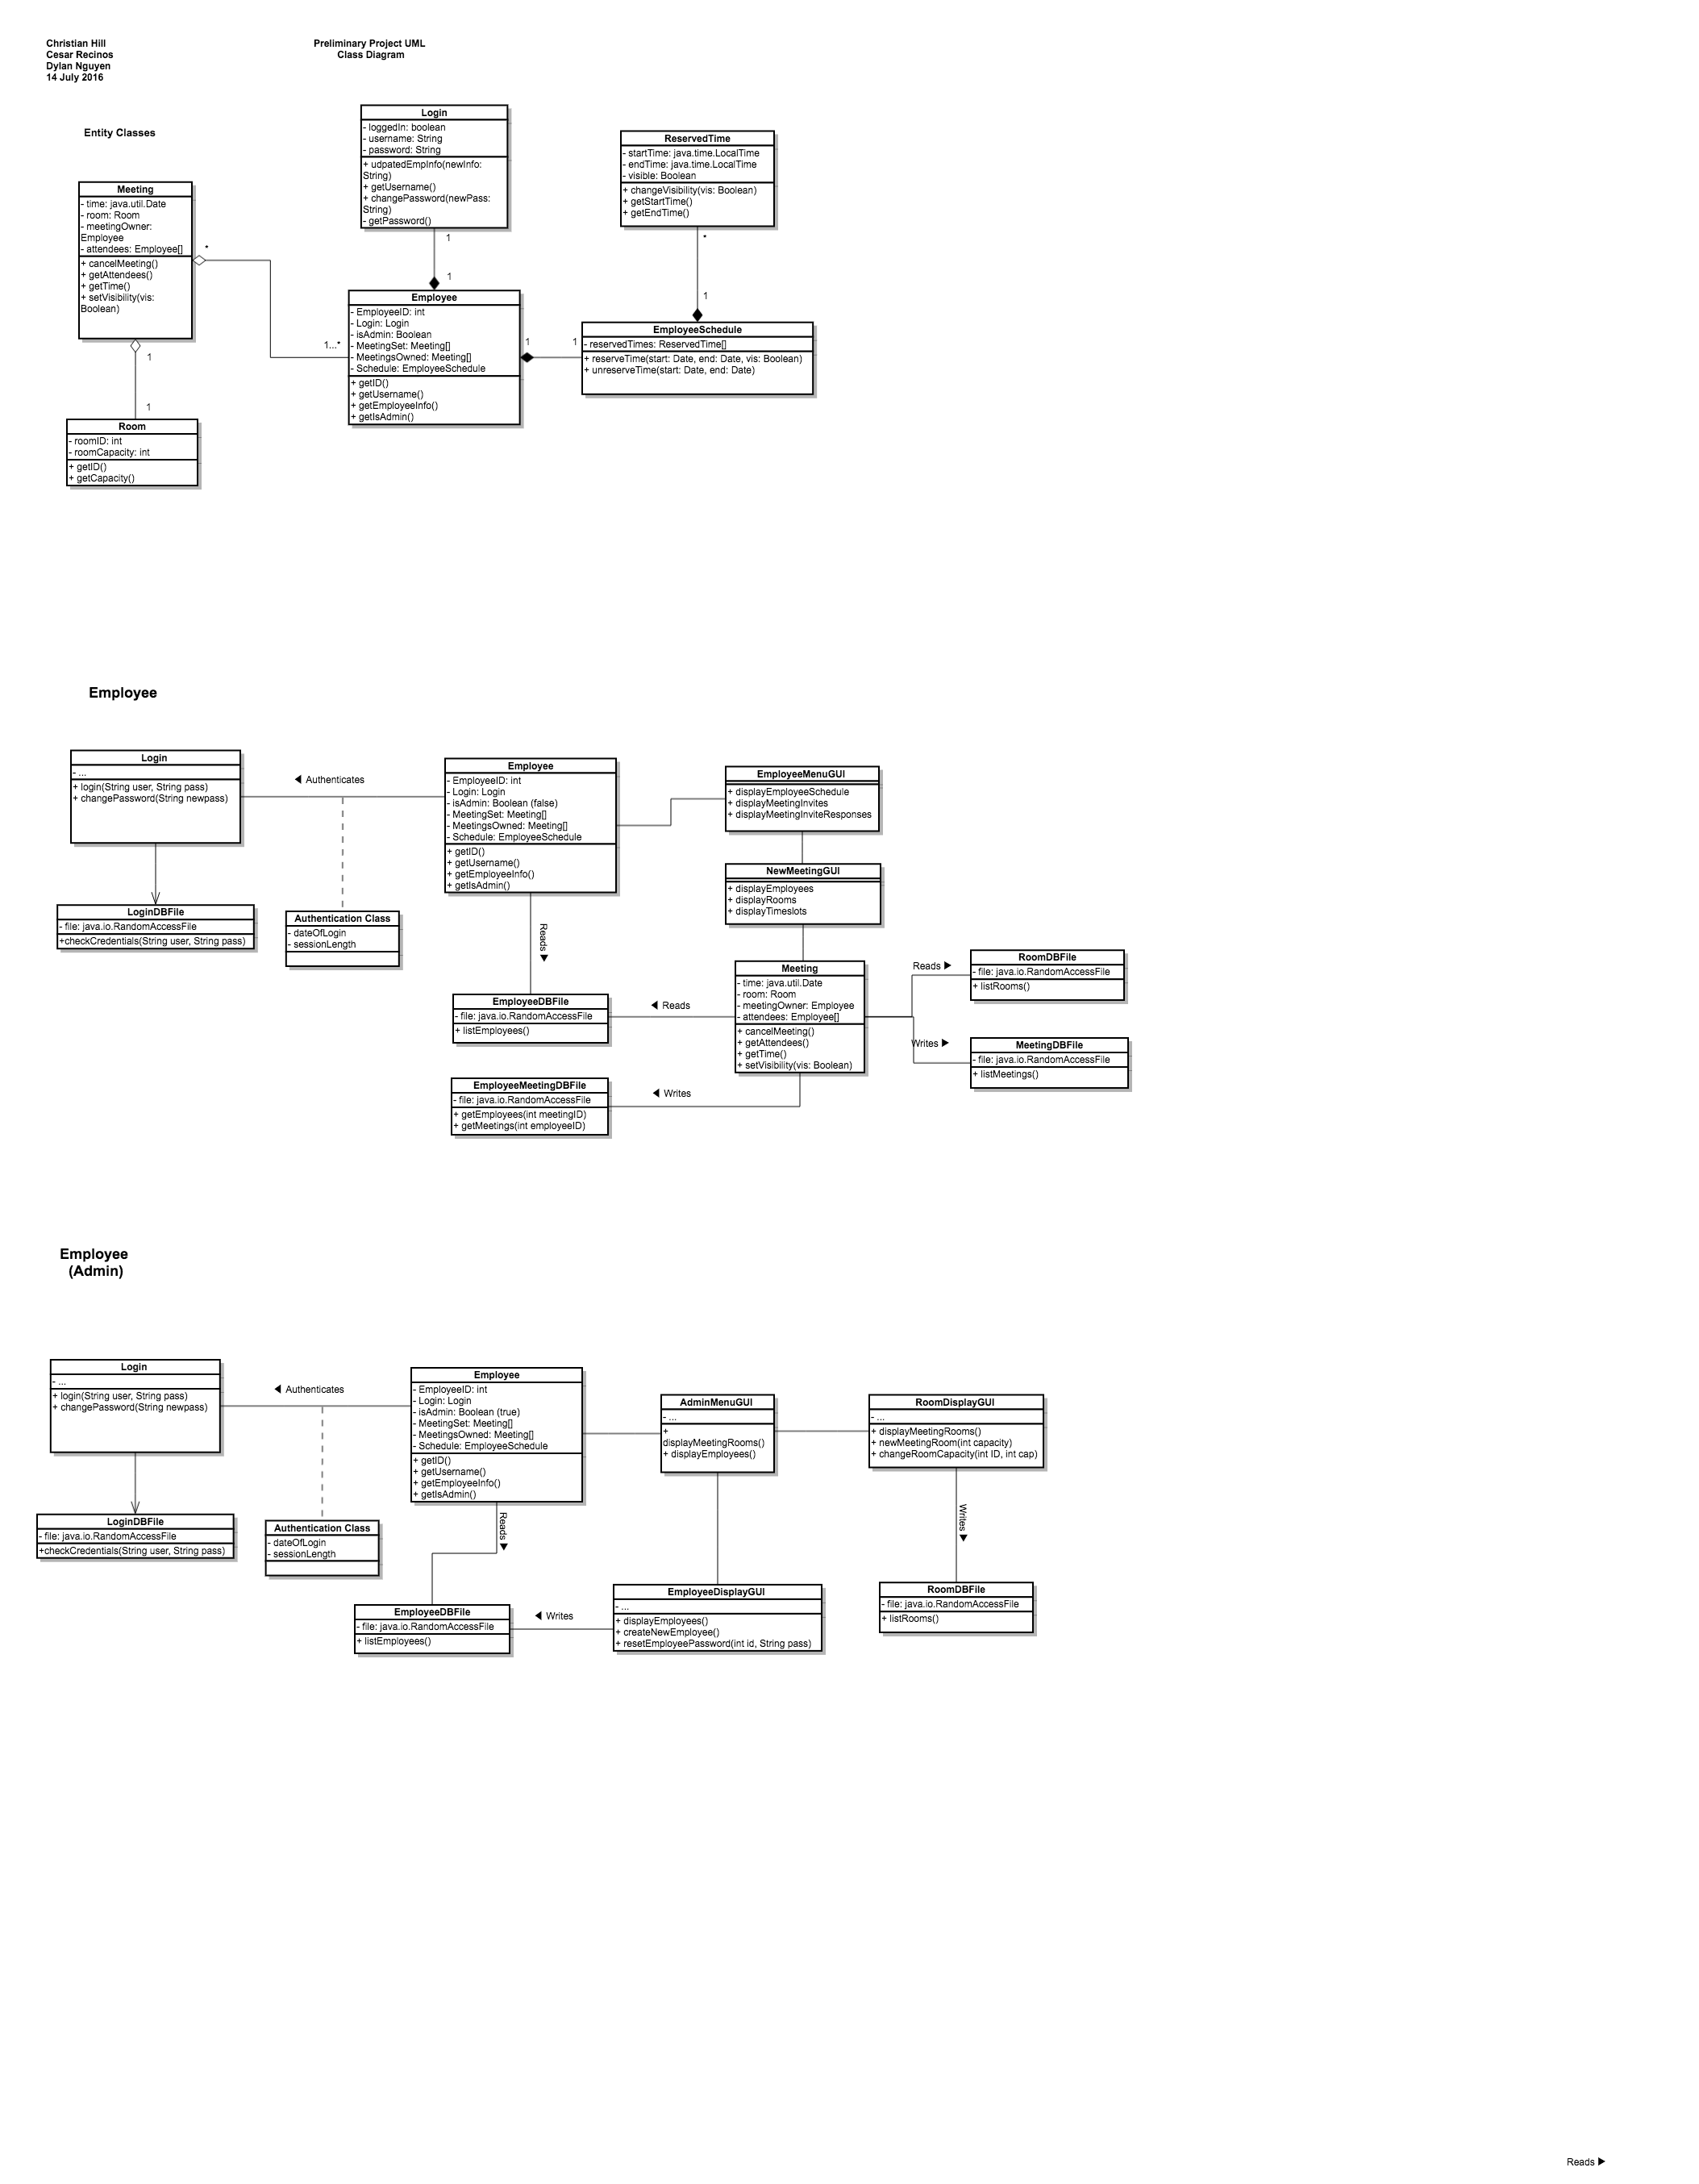 Christian Hill
Cesar Recinos
Dylan Nguyen
14 July 2016
Preliminary Project UML
Class Diagram
Entity Classes
Login
- loggedIn: boolean
- username: String
- password: String
+ udpatedEmpInfo(newInfo:
String)
+ getUsername()
+ changePassword(newPass:
String)
- getPassword()
ReservedTime
- startTime: java.time.LocalTime
- endTime: java.time.LocalTime
- visible: Boolean
+ changeVisibility(vis: Boolean)
+ getStartTime()
+ getEndTime()
Meeting
- time: java.util.Date
- room: Room
- meetingOwner:
Employee
- attendees: Employee[]
+ cancelMeeting()
+ getAttendees()
+ getTime()
+ setVisibility(vis:
Boolean)
*
1...*
1
1
1
1
Employee
- EmployeeID: int
- Login: Login
- isAdmin: Boolean
- MeetingSet: Meeting[]
- MeetingsOwned: Meeting[]
- Schedule: EmployeeSchedule
+ getID()
+ getUsername()
+ getEmployeeInfo()
+ getIsAdmin()
1
1
*
1
EmployeeSchedule
- reservedTimes: ReservedTime[]
+ reserveTime(start: Date, end: Date, vis: Boolean)
+ unreserveTime(start: Date, end: Date)
Room
- roomID: int
- roomCapacity: int
+ getID()
+ getCapacity()
Employee
Login
- ...
+ login(String user, String pass)
+ changePassword(String newpass)
◀ Authenticates
Employee
- EmployeeID: int
- Login: Login
- isAdmin: Boolean (false)
- MeetingSet: Meeting[]
- MeetingsOwned: Meeting[]
- Schedule: EmployeeSchedule
+ getID()
+ getUsername()
+ getEmployeeInfo()
+ getIsAdmin()
EmployeeMenuGUI
+ displayEmployeeSchedule
+ displayMeetingInvites
+ displayMeetingInviteResponses
NewMeetingGUI
+ displayEmployees
+ displayRooms
+ displayTimeslots
LoginDBFile
- file: java.io.RandomAccessFile
+checkCredentials(String user, String pass)
Authentication Class
- dateOfLogin
- sessionLength
Reads ▶
Meeting
- time: java.util.Date
- room: Room
- meetingOwner: Employee
- attendees: Employee[]
+ cancelMeeting()
+ getAttendees()
+ getTime()
+ setVisibility(vis: Boolean)
Reads ▶
RoomDBFile
- file: java.io.RandomAccessFile
+ listRooms()
EmployeeDBFile
- file: java.io.RandomAccessFile
+ listEmployees()
◀ Reads
Writes ▶
MeetingDBFile
- file: java.io.RandomAccessFile
+ listMeetings()
EmployeeMeetingDBFile
- file: java.io.RandomAccessFile
+ getEmployees(int meetingID)
+ getMeetings(int employeeID)
◀ Writes
Employee
(Admin)
Login
- ...
+ login(String user, String pass)
+ changePassword(String newpass)
◀ Authenticates
Employee
- EmployeeID: int
- Login: Login
- isAdmin: Boolean (true)
- MeetingSet: Meeting[]
- MeetingsOwned: Meeting[]
- Schedule: EmployeeSchedule
+ getID()
+ getUsername()
+ getEmployeeInfo()
+ getIsAdmin()
AdminMenuGUI
- ...
+
displayMeetingRooms()
+ displayEmployees()
RoomDisplayGUI
- ...
+ displayMeetingRooms()
+ newMeetingRoom(int capacity)
+ changeRoomCapacity(int ID, int cap)
LoginDBFile
- file: java.io.RandomAccessFile
+checkCredentials(String user, String pass)
Authentication Class
- dateOfLogin
- sessionLength
Reads ▶
Writes ▶
EmployeeDBFile
- file: java.io.RandomAccessFile
+ listEmployees()
◀ Writes
EmployeeDisplayGUI
- ...
+ displayEmployees()
+ createNewEmployee()
+ resetEmployeePassword(int id, String pass)
RoomDBFile
- file: java.io.RandomAccessFile
+ listRooms()
Reads ▶